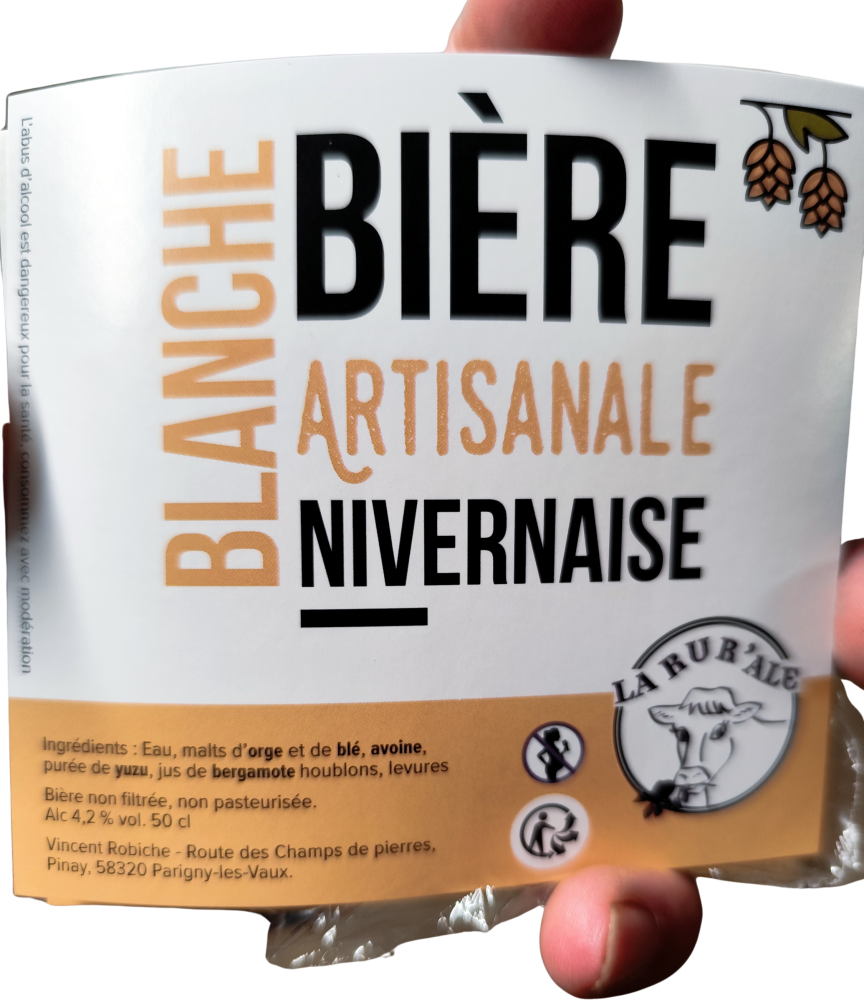 L'abus d'alcool est dangereux pour la santé, consommez avec modération
BLANCHE
BIÈRE
ARTISANALE
NIVERNAISE
LA RUR'ALE
Ingrédients : Eau, malts d'orge et de blé, avoine,
purée de yuzu, jus de bergamote houblons, levures
Bière non filtrée, non pasteurisée.
Alc 4,2 % vol. 50 cl
Vincent Robiche - Route des Champs de pierres,
Pinay, 58320 Parigny-les-Vaux.